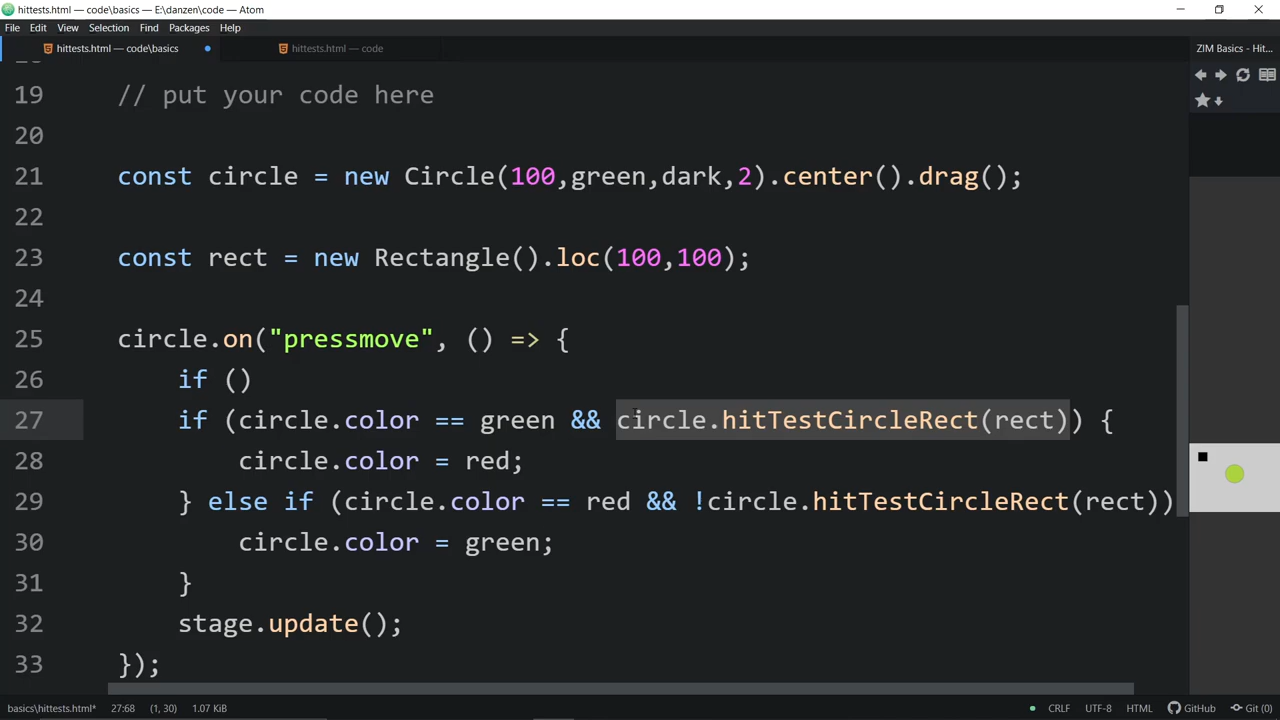 hittests.html — code\basics — E:\danzen\code — Atom
File Edit View Selection Find Packages Help
hittests.html — code\basics
hittests.html — code
ZIM Basics - Hit...
19 // put your code here
20
21 const circle = new Circle(100,green,dark,2).center().drag();
22
23 const rect = new Rectangle().loc(100,100);
24
25 circle.on("pressmove", () => {
26 if ()
27 if (circle.color == green && circle.hitTestCircleRect(rect)) {
28 circle.color = red;
29 } else if (circle.color == red && !circle.hitTestCircleRect(rect))
30 circle.color = green;
31 }
32 stage.update();
33 });
basics\hittests.html* 27:68 (1, 30) 1.07 KiB CRLF UTF-8 HTML GitHub Git (0)